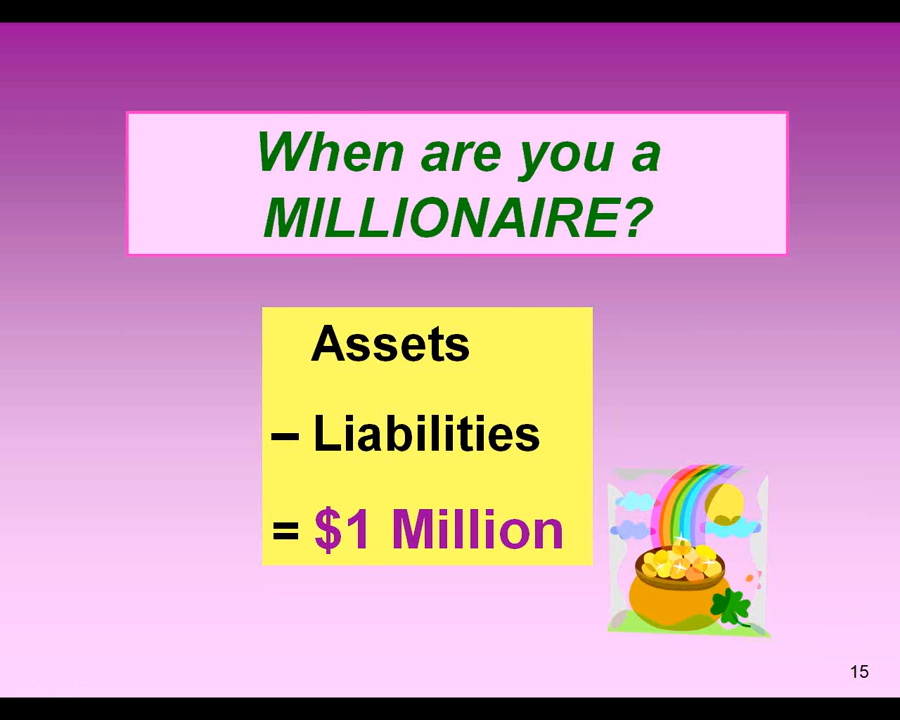 When are you a
MILLIONAIRE?
Assets
– Liabilities
= $1 Million
15